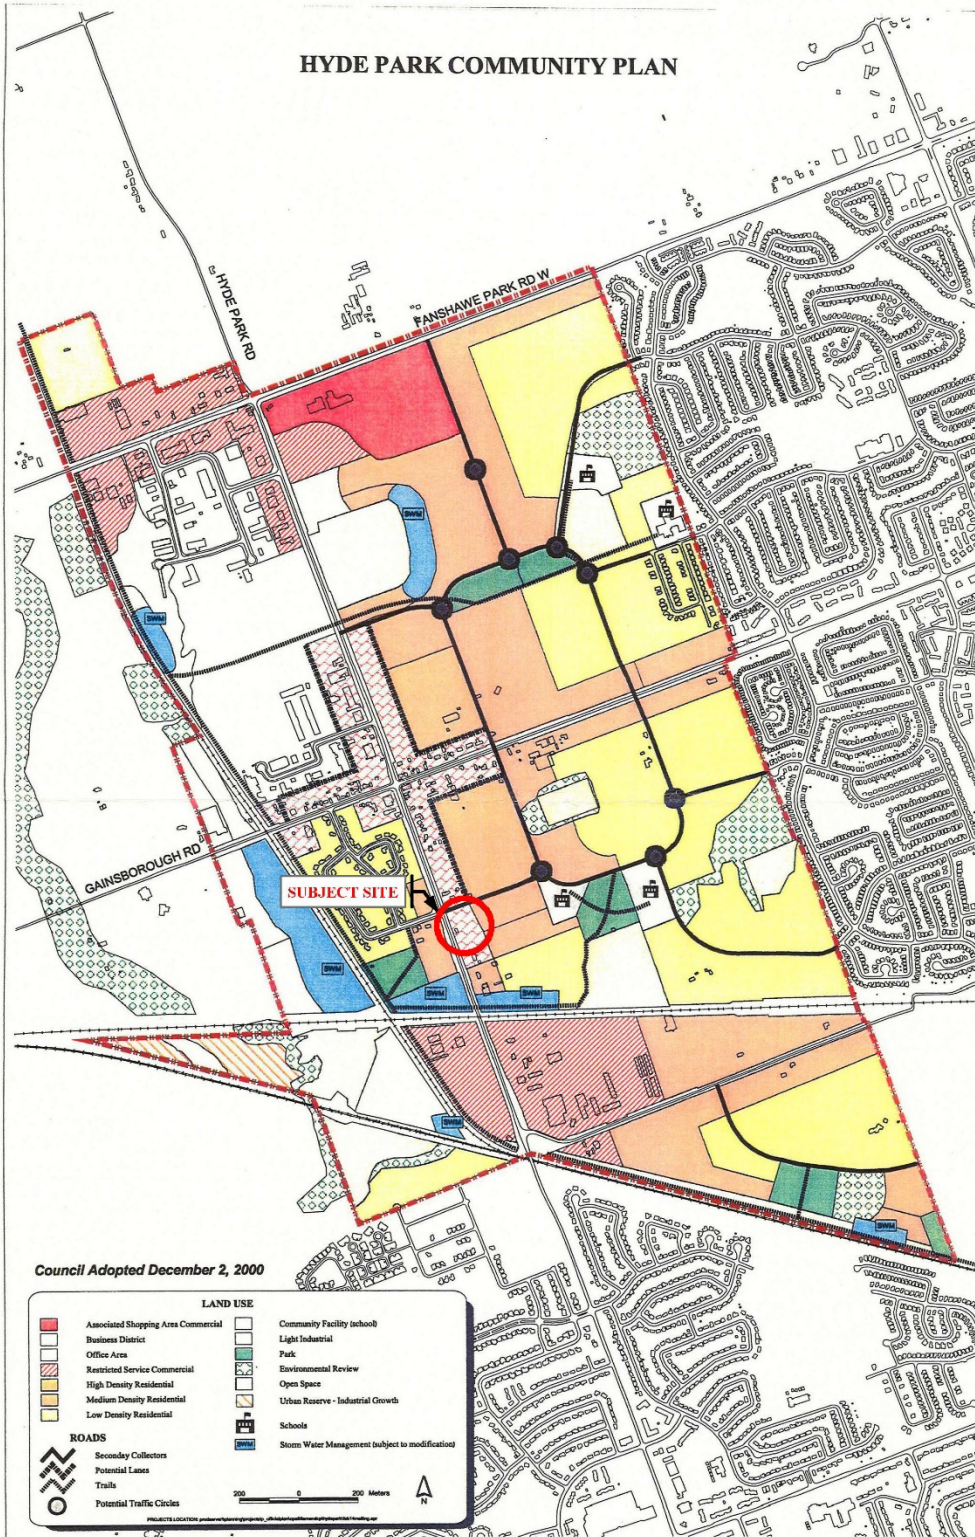 HYDE PARK COMMUNITY PLAN
HYDE PARK RD
FANSHAWE PARK RD W
SWM
SWM
GAINSBOROUGH RD
SUBJECT SITE
SWM
SWM
SWM
SWM
SWM
Council Adopted December 2, 2000
LAND USE
Associated Shopping Area Commercial
Business District
Office Area
Restricted Service Commercial
High Density Residential
Medium Density Residential
Low Density Residential
Community Facility (school)
Light Industrial
Park
Environmental Review
Open Space
Urban Reserve - Industrial Growth
Schools
SWM Storm Water Management (subject to modification)
ROADS
Seconday Collectors
Potential Lanes
Trails
Potential Traffic Circles
200 0 200 Meters
N
PROJECTS LOCATION: